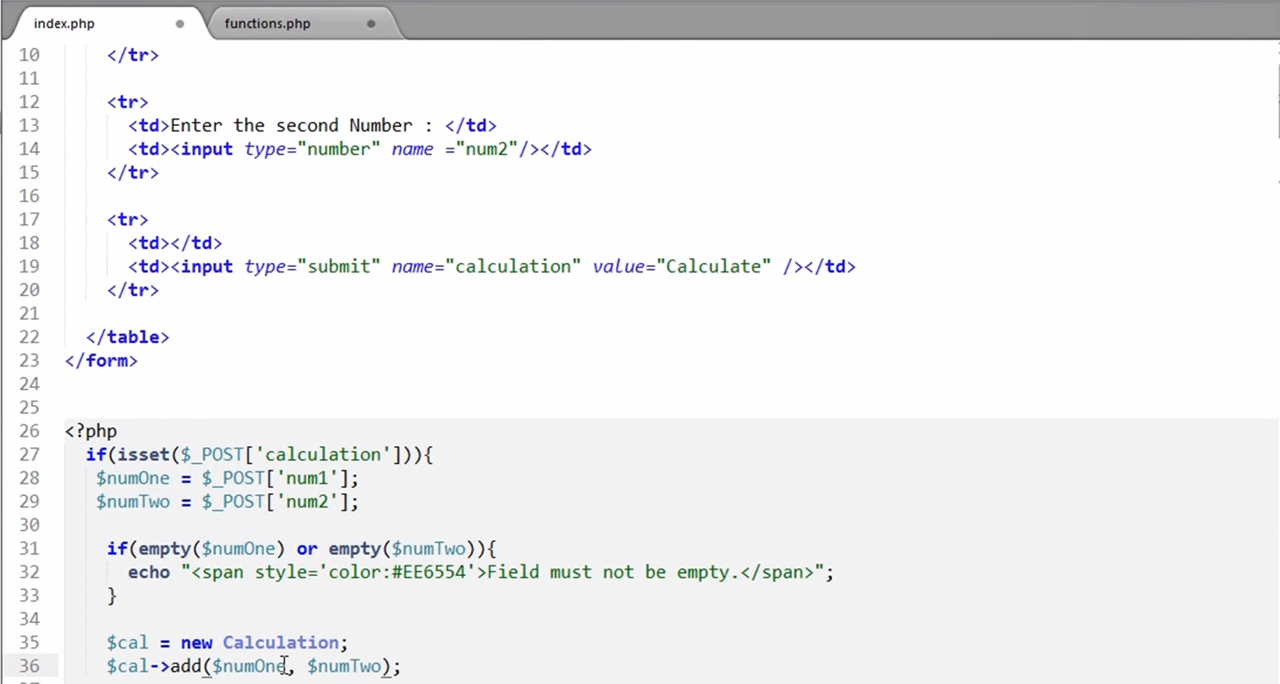 index.php functions.php
10 </tr>
11
12 <tr>
13 <td>Enter the second Number : </td>
14 <td><input type="number" name ="num2"/></td>
15 </tr>
16
17 <tr>
18 <td></td>
19 <td><input type="submit" name="calculation" value="Calculate" /></td>
20 </tr>
21
22 </table>
23 </form>
24
25
26 <?php
27 if(isset($_POST['calculation'])){
28 $numOne = $_POST['num1'];
29 $numTwo = $_POST['num2'];
30
31 if(empty($numOne) or empty($numTwo)){
32 echo "<span style='color:#EE6554'>Field must not be empty.</span>";
33 }
34
35 $cal = new Calculation;
36 $cal->add($numOne, $numTwo);